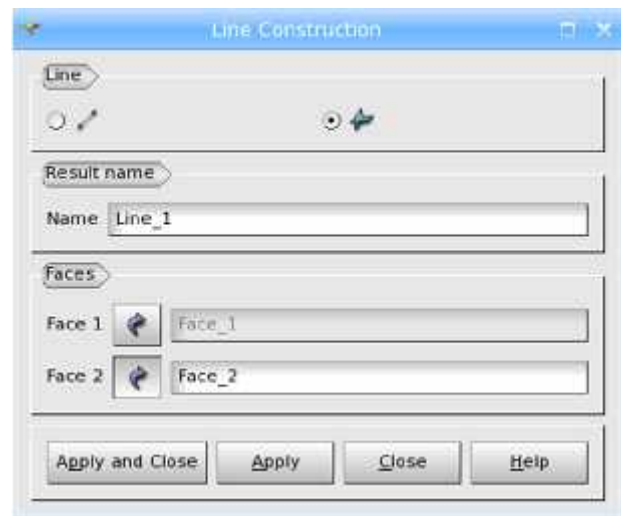 Line Construction
Line
Result name
Name Line_1
Faces
Face 1 Face_1
Face 2 Face_2
Apply and Close Apply Close Help